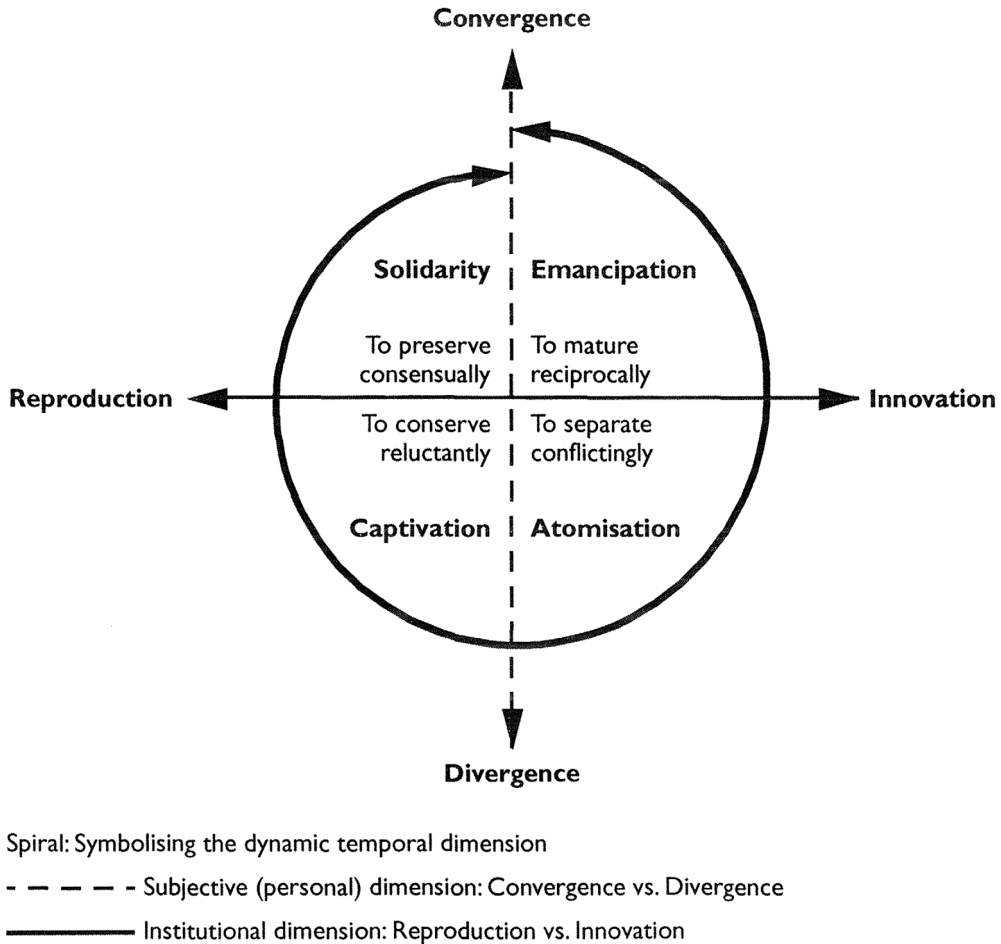 Convergence
Solidarity
Emancipation
To preserve
consensually
To mature
reciprocally
Reproduction
Innovation
To conserve
reluctantly
To separate
conflictingly
Captivation
Atomisation
Divergence
Spiral: Symbolising the dynamic temporal dimension
Subjective (personal) dimension: Convergence vs. Divergence
Institutional dimension: Reproduction vs. Innovation